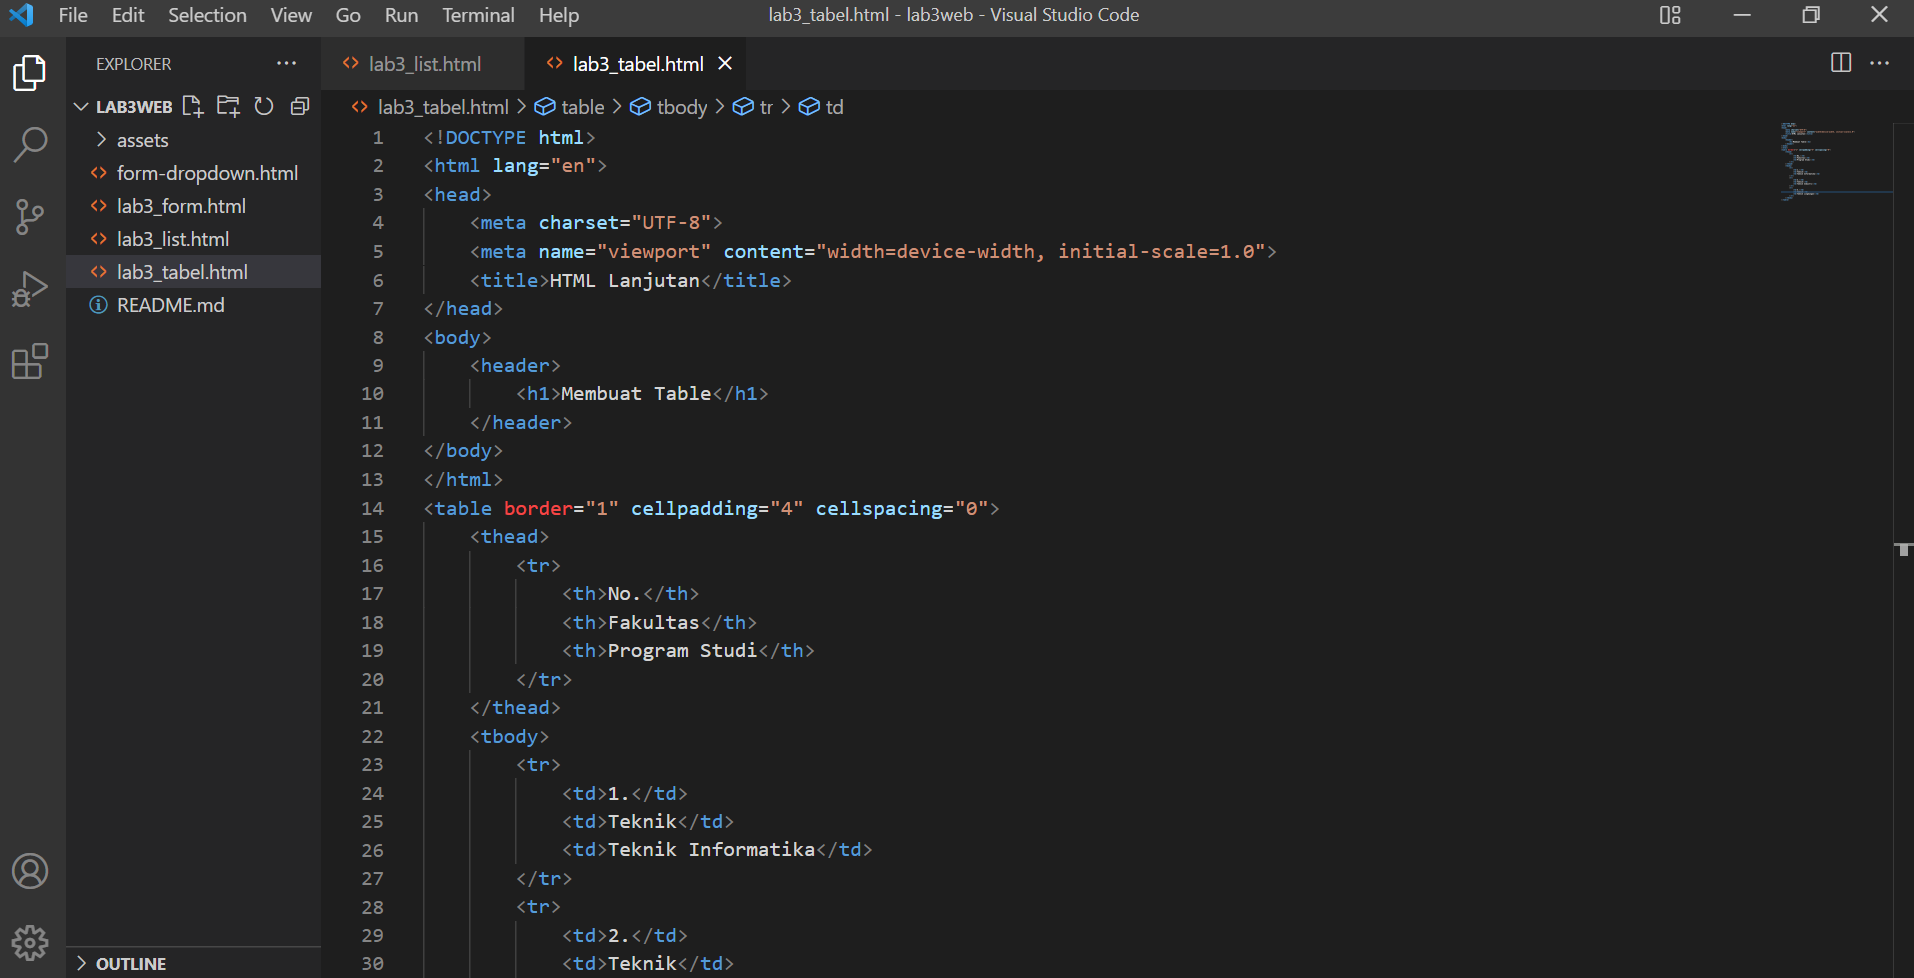 File Edit Selection View Go Run Terminal Help
lab3_tabel.html - lab3web - Visual Studio Code
EXPLORER
LAB3WEB
assets
form-dropdown.html
lab3_form.html
lab3_list.html
lab3_tabel.html
README.md
OUTLINE
lab3_list.html lab3_tabel.html
lab3_tabel.html > table > tbody > tr > td
1 <!DOCTYPE html>
2 <html lang="en">
3 <head>
4 <meta charset="UTF-8">
5 <meta name="viewport" content="width=device-width, initial-scale=1.0">
6 <title>HTML Lanjutan</title>
7 </head>
8 <body>
9 <header>
10 <h1>Membuat Table</h1>
11 </header>
12 </body>
13 </html>
14 <table border="1" cellpadding="4" cellspacing="0">
15 <thead>
16 <tr>
17 <th>No.</th>
18 <th>Fakultas</th>
19 <th>Program Studi</th>
20 </tr>
21 </thead>
22 <tbody>
23 <tr>
24 <td>1.</td>
25 <td>Teknik</td>
26 <td>Teknik Informatika</td>
27 </tr>
28 <tr>
29 <td>2.</td>
30 <td>Teknik</td>